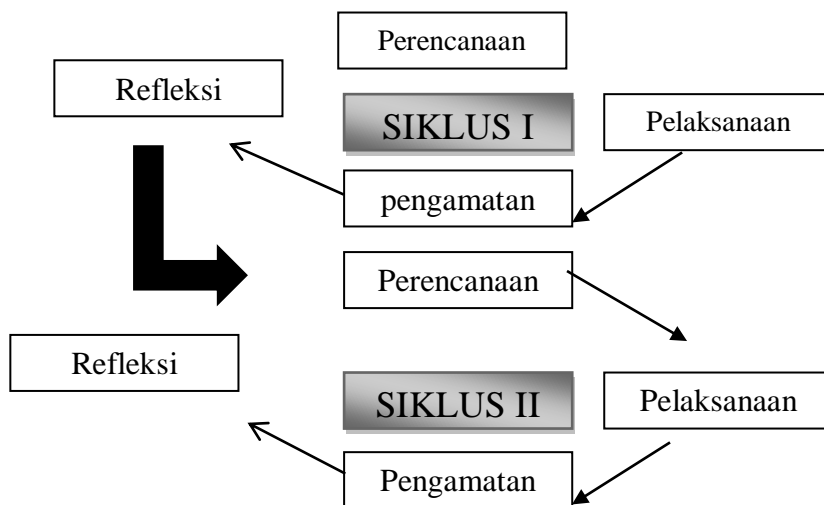 Perencanaan
Refleksi
SIKLUS I
Pelaksanaan
pengamatan
Perencanaan
Refleksi
SIKLUS II
Pelaksanaan
Pengamatan